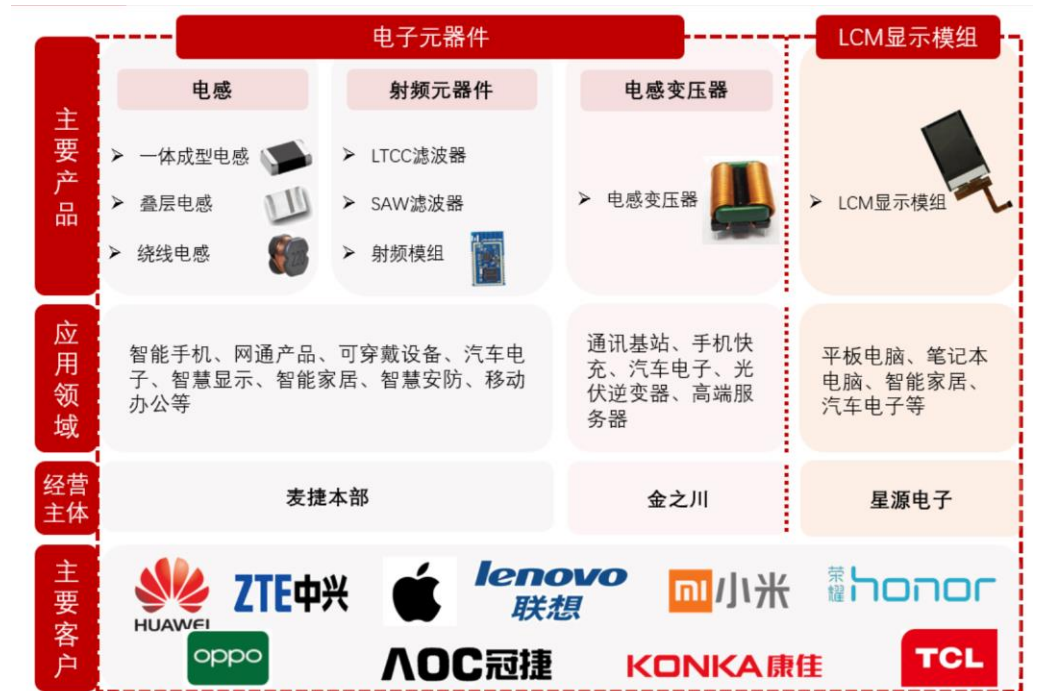 电子元器件
LCM显示模组
主要产品
电感
射频元器件
电感变压器
➢ 一体成型电感
➢ 叠层电感
➢ 绕线电感
➢ LTCC滤波器
➢ SAW滤波器
➢ 射频模组
➢ 电感变压器
➢ LCM显示模组
应用领域
智能手机、网通产品、可穿戴设备、汽车电
子、智慧显示、智能家居、智慧安防、移动
办公等
通讯基站、手机快
充、汽车电子、光
伏逆变器、高端服
务器
平板电脑、笔记本
电脑、智能家居、
汽车电子等
经营
主体
麦捷本部
金之川
星源电子
主要客户
HUAWEI
ZTE中兴
lenovo
联想
mi小米
荣耀honor
oppo
AOC冠捷
KONKA康佳
TCL